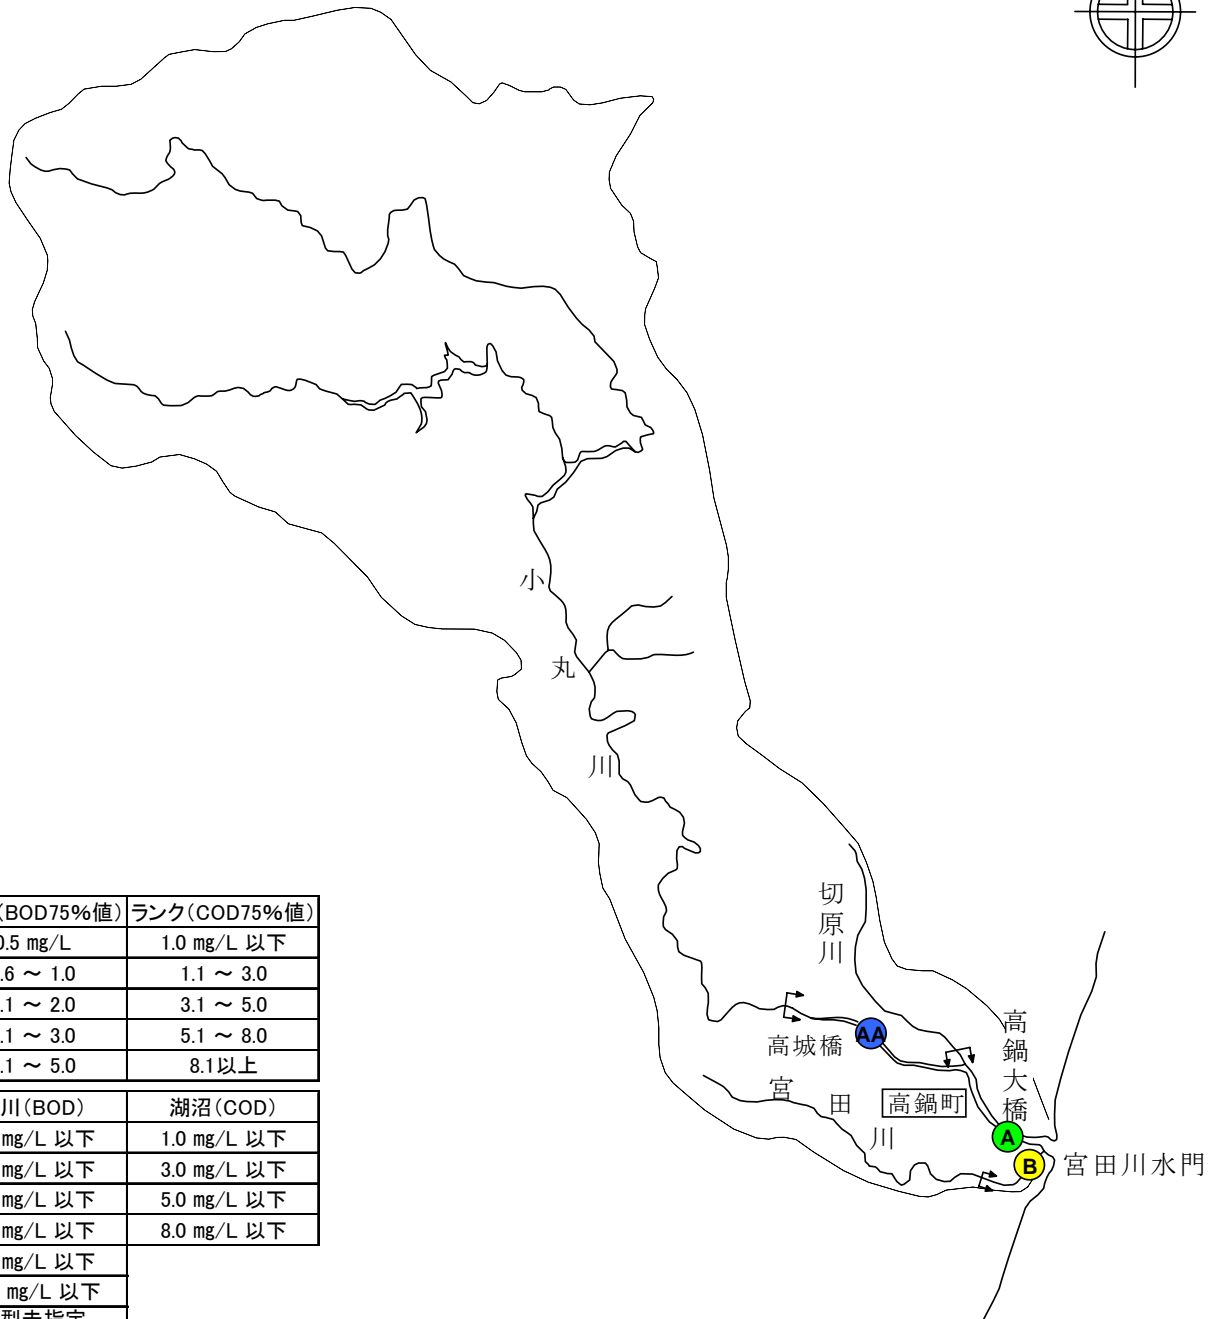 小
丸
川
切
原
川
高
鍋
大
橋
高城橋
AA
宮
田
川
高鍋町
A
B
宮田川水門
(BOD75%値) ランク(COD75%値)
0.5 mg/L 1.0 mg/L 以下
.6 ～ 1.0 1.1 ～ 3.0
.1 ～ 2.0 3.1 ～ 5.0
.1 ～ 3.0 5.1 ～ 8.0
.1 ～ 5.0 8.1以上
川(BOD) 湖沼(COD)
mg/L 以下 1.0 mg/L 以下
mg/L 以下 3.0 mg/L 以下
mg/L 以下 5.0 mg/L 以下
mg/L 以下 8.0 mg/L 以下
mg/L 以下
mg/L 以下
型未指定